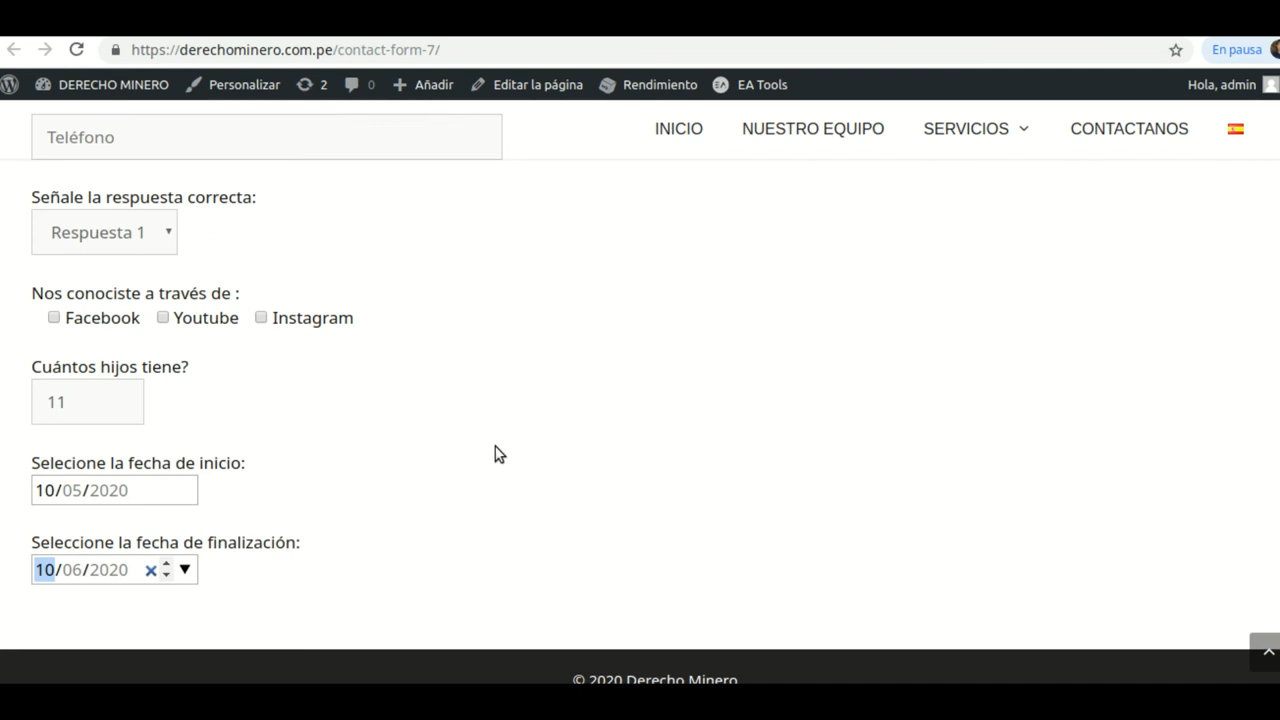 https://derechominero.com.pe/contact-form-7/
En pausa
DERECHO MINERO Personalizar 2 0 Añadir Editar la página Rendimiento EA Tools Hola, admin
Teléfono
INICIO NUESTRO EQUIPO SERVICIOS CONTACTANOS
Señale la respuesta correcta:
Respuesta 1
Nos conociste a través de :
Facebook Youtube Instagram
Cuántos hijos tiene?
11
Selecione la fecha de inicio:
10/05/2020
Seleccione la fecha de finalización:
10/06/2020
© 2020 Derecho Minero